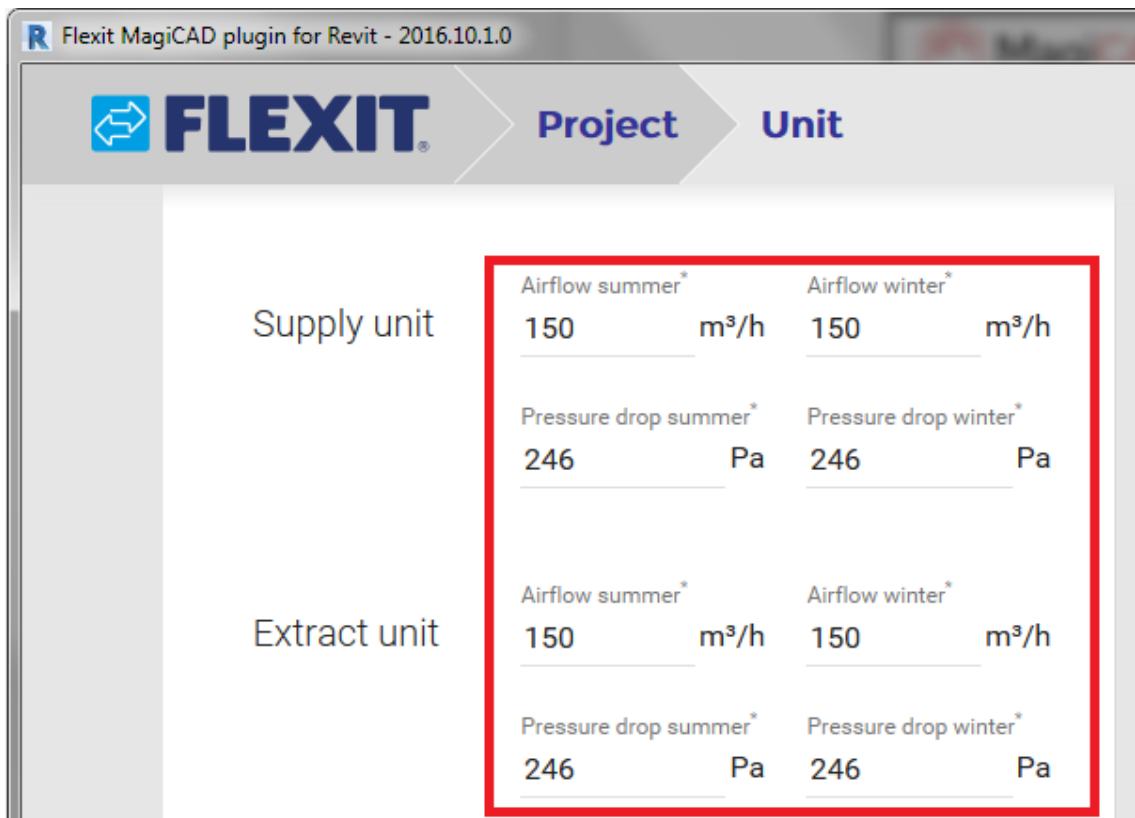 Flexit MagiCAD plugin for Revit - 2016.10.1.0
MagiC
FLEXIT® Project Unit
Airflow summer* Airflow winter*
Supply unit 150 m³/h 150 m³/h
Pressure drop summer* Pressure drop winter*
246 Pa 246 Pa
Airflow summer* Airflow winter*
Extract unit 150 m³/h 150 m³/h
Pressure drop summer* Pressure drop winter*
246 Pa 246 Pa